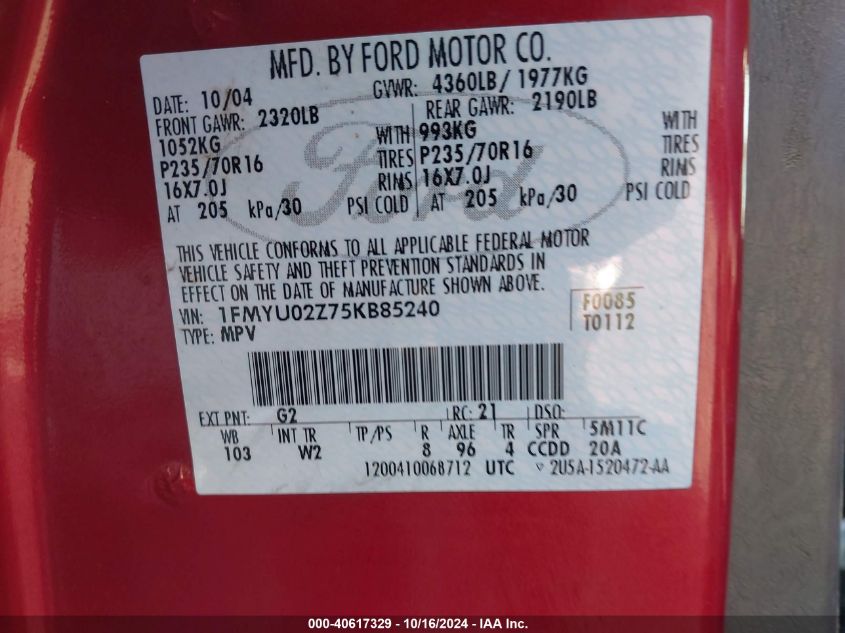 MFD. BY FORD MOTOR CO.
DATE: 10/04 GVWR: 4360LB/ 1977KG
FRONT GAWR: 2320LB REAR GAWR: 2190LB
1052KG WITH 993KG WITH
P235/70R16 TIRES P235/70R16 TIRES
16X7.0J RIMS 16X7.0J RIMS
AT 205 kPa/30 PSI COLD AT 205 kPa/30 PSI COLD
Ford
THIS VEHICLE CONFORMS TO ALL APPLICABLE FEDERAL MOTOR
VEHICLE SAFETY AND THEFT PREVENTION STANDARDS IN
EFFECT ON THE DATE OF MANUFACTURE SHOWN ABOVE.
VIN: 1FMYU02Z75KB85240 F0085
TYPE: MPV T0112
EXT PNT: G2 RC: 21 DSO:
WB INT TR TP/PS R AXLE TR SPR 5M11C
103 W2 8 96 4 CCDD 20A
1200410068712 UTC ▽ 2U5A-1520472-AA
000-40617329 - 10/16/2024 - IAA Inc.